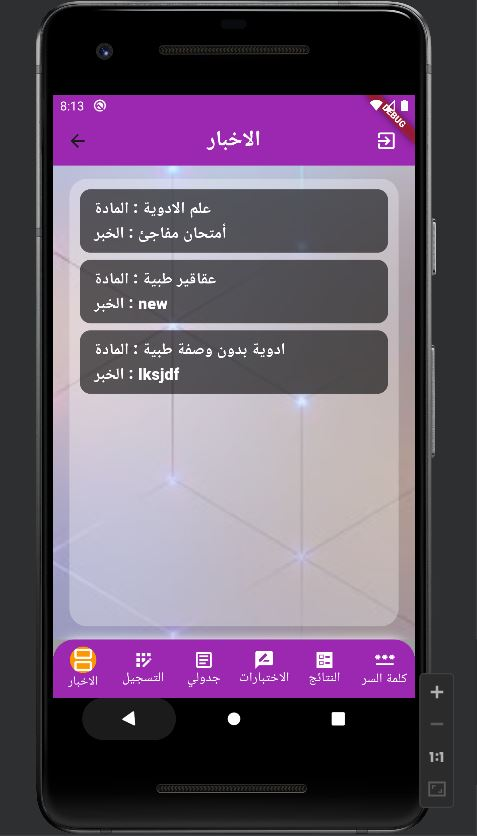 8:13
DEBUG
الاخبار
علم الادوية : المادة
أمتحان مفاجئ : الخبر
عقاقير طبية : المادة
new : الخبر
ادوية بدون وصفة طبية : المادة
lksjdf : الخبر
الاخبار
التسجيل
جدولي
الاختبارات
النتائج
كلمة السر
1:1